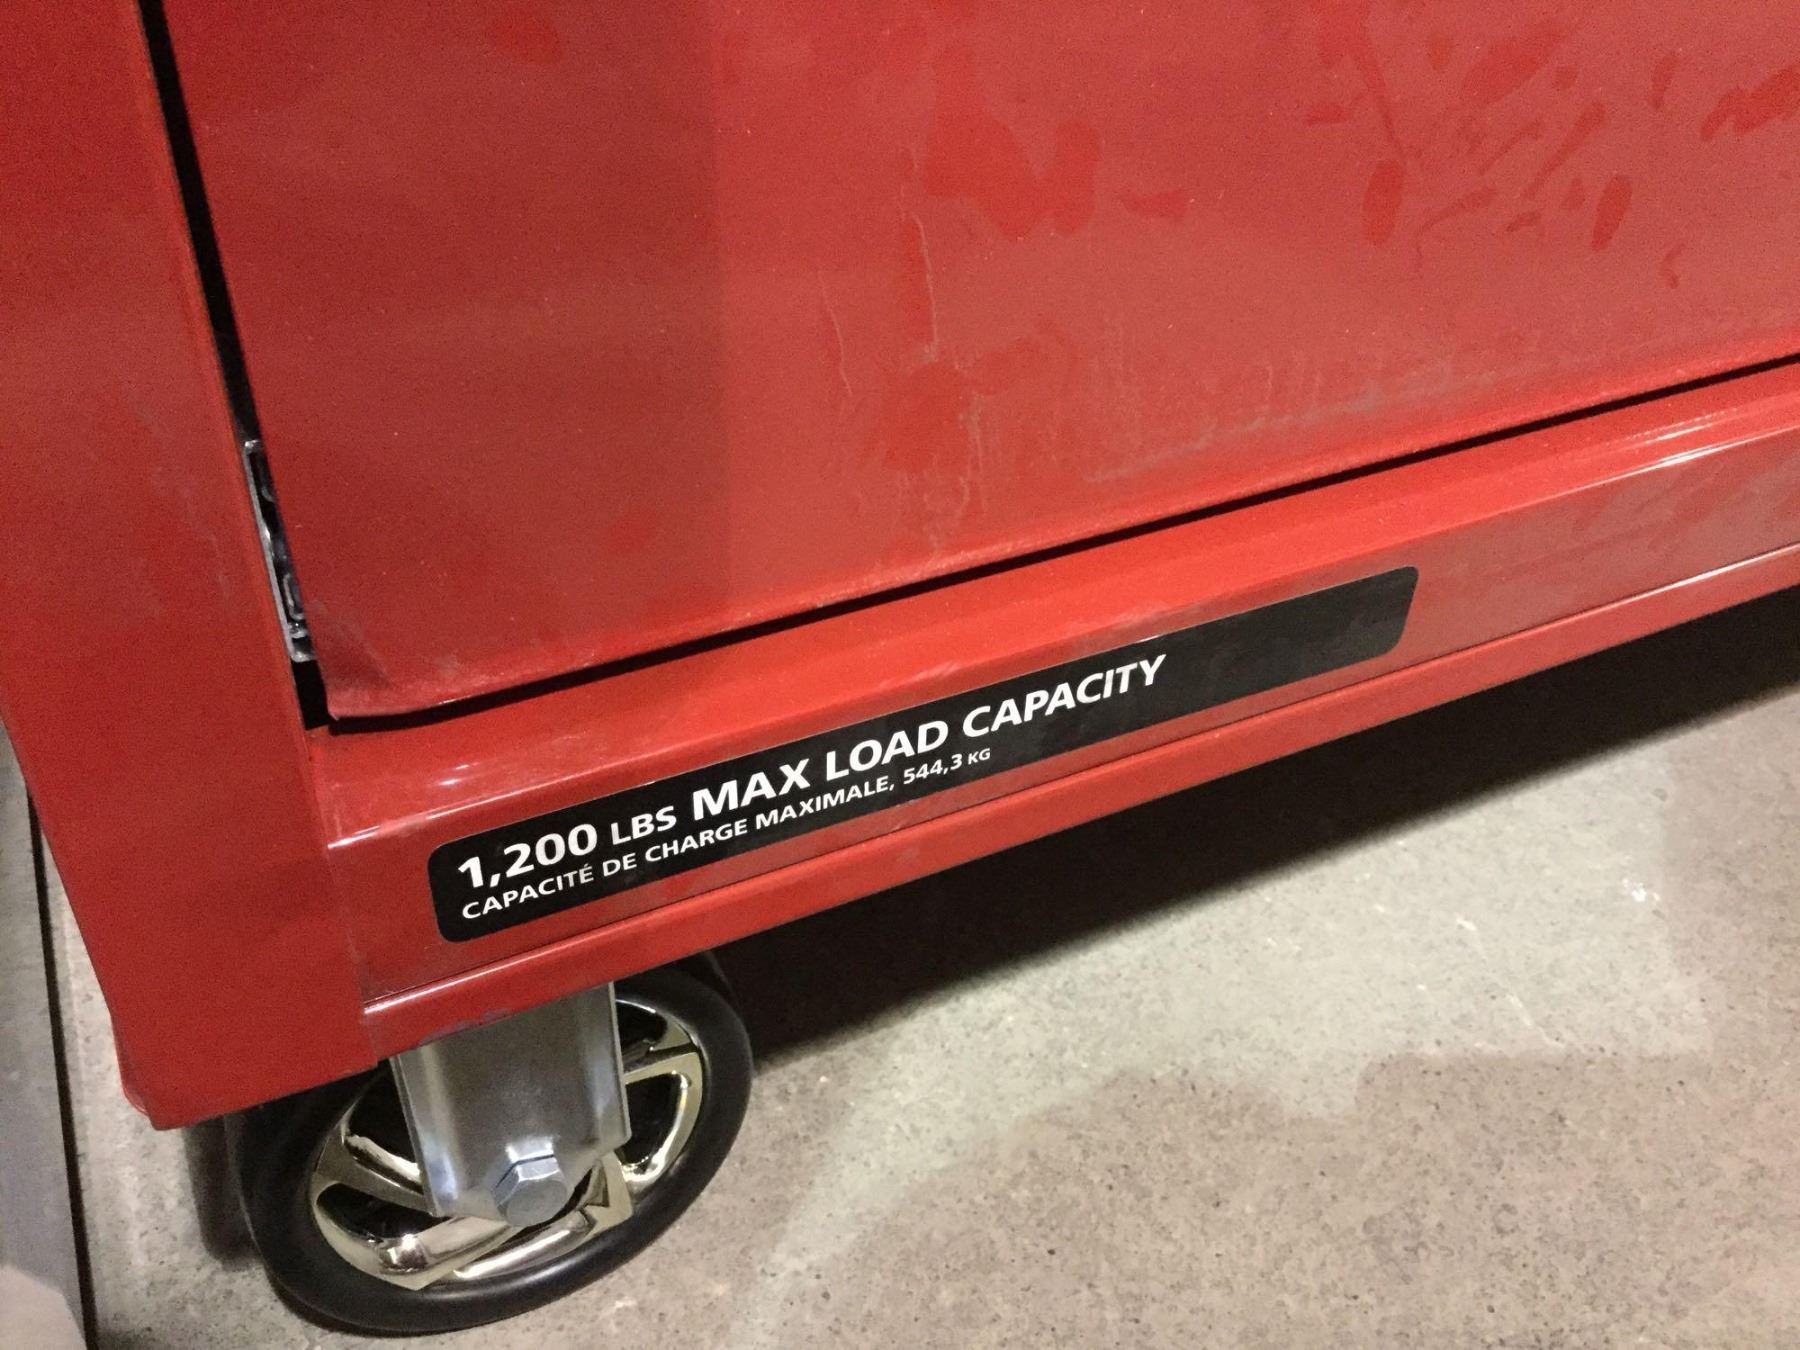 1,200 LBS MAX LOAD CAPACITY
CAPACITÉ DE CHARGE MAXIMALE, 544,3 KG